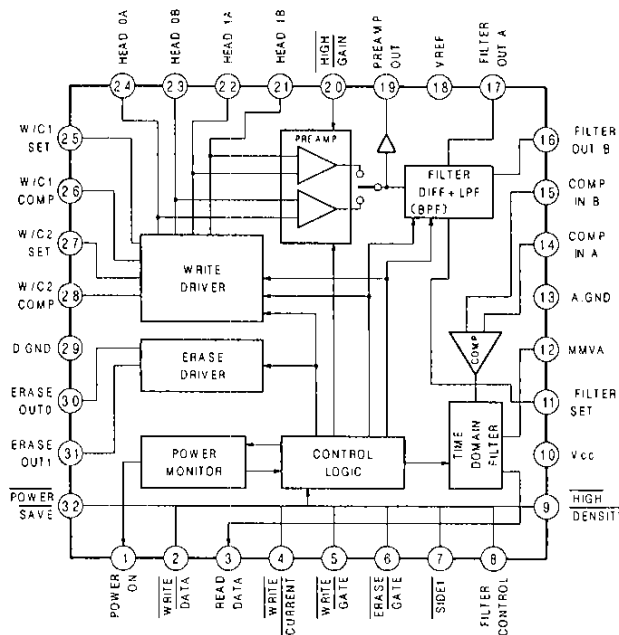 HEAD 0A
HEAD 0B
HEAD 1A
HEAD 1B
HIGH
GAIN
PREAMP
OUT
VREF
FILTER
OUT A
24
23
22
21
20
19
18
17
W/C1
SET
25
W/C1
COMP
26
W/C2
SET
27
W/C2
COMP
28
D.GND
29
ERASE
OUT0
30
ERASE
OUT1
31
POWER
SAVE
32
PREAMP
FILTER
DIFF + LPF
(BPF)
WRITE
DRIVER
ERASE
DRIVER
POWER
MONITOR
CONTROL
LOGIC
COMP
TIME
DOMAIN
FILTER
16
FILTER
OUT B
15
COMP
IN B
14
COMP
IN A
13
A.GND
12
MMVA
11
FILTER
SET
10
Vcc
9
HIGH
DENSITY
1
2
3
4
5
6
7
8
POWER
ON
WRITE
DATA
READ
DATA
WRITE
CURRENT
WRITE
GATE
ERASE
GATE
SIDE1
FILTER
CONTROL